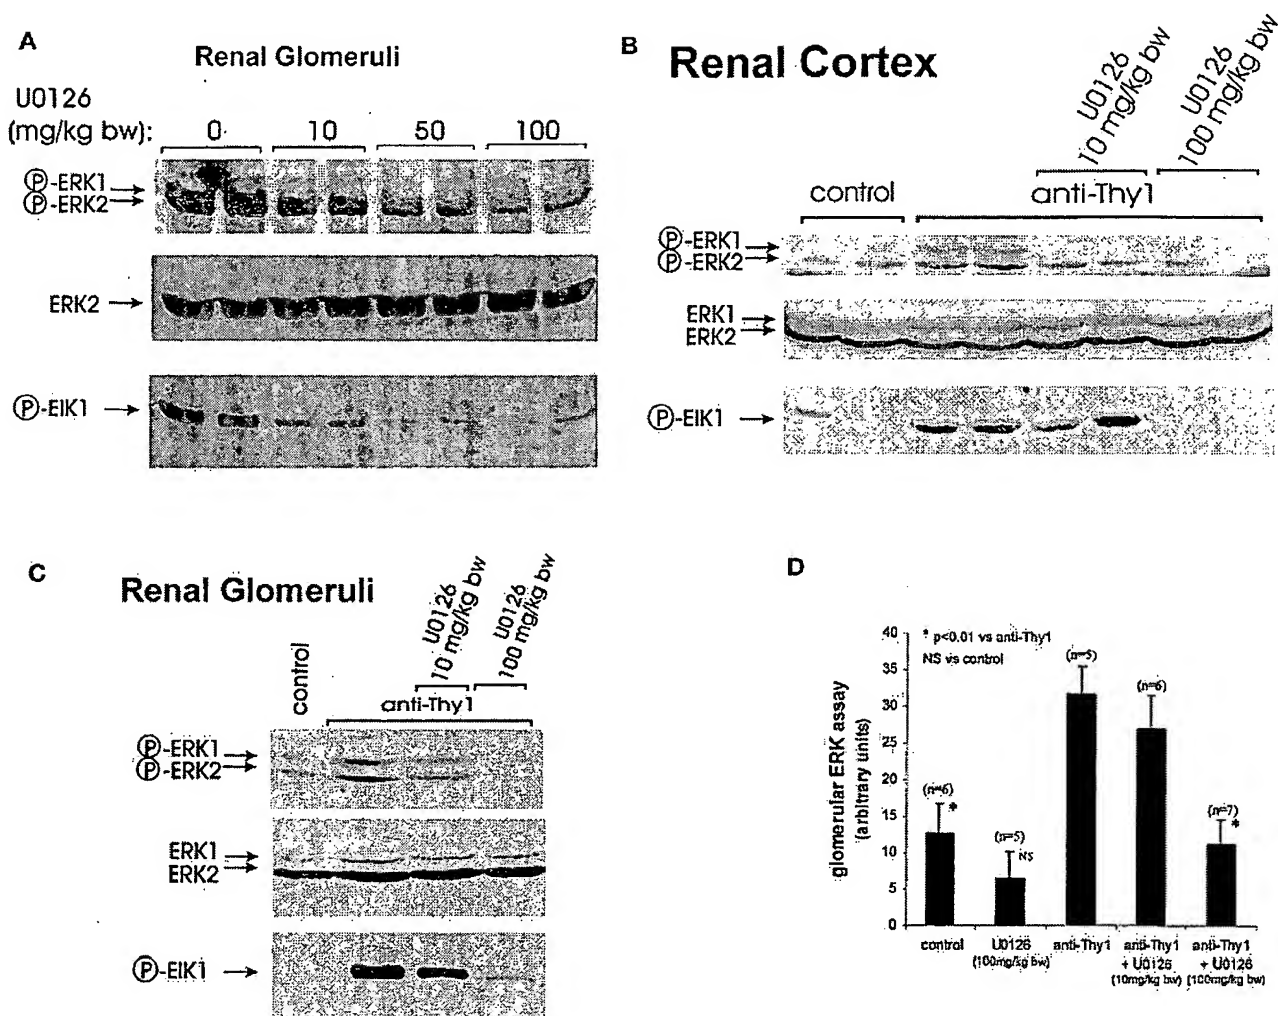 A
Renal Glomeruli
U0126
(mg/kg bw):
0
10
50
100
P-ERK1
P-ERK2
ERK2
P-ElK1
B
Renal Cortex
U0126
10 mg/kg bw
U0126
100 mg/kg bw
control
anti-Thy1
P-ERK1
P-ERK2
ERK1
ERK2
P-ElK1
C
Renal Glomeruli
control
U0126
10 mg/kg bw
U0126
100 mg/kg bw
anti-Thy1
P-ERK1
P-ERK2
ERK1
ERK2
P-ElK1
D
glomerular ERK assay
(arbitrary units)
40
35
30
25
20
15
10
5
0
* p<0.01 vs anti-Thy1
NS vs control
(n=6)
*
(n=5)
NS
(n=5)
(n=6)
(n=7)
*
control
U0126
(100mg/kg bw)
anti-Thy1
anti-Thy1
+ U0126
(10mg/kg bw)
anti-Thy1
+ U0126
(100mg/kg bw)